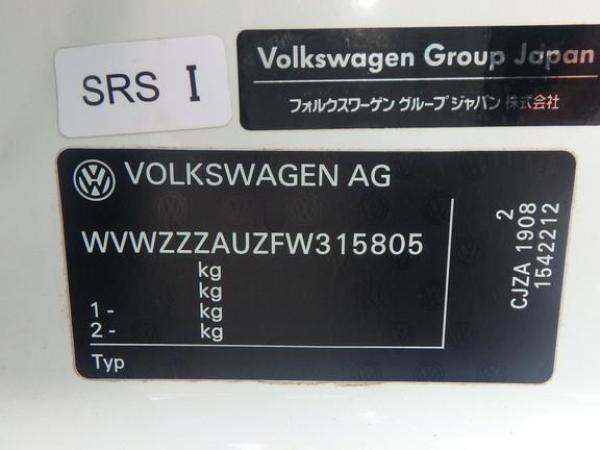 SRS I
Volkswagen Group Japan
フォルクスワーゲン グループ ジャパン 株式会社
VOLKSWAGEN AG
WVWZZZAUZFW315805
kg
kg
1- kg
2- kg
Typ
2
CJZA 1908
1542212